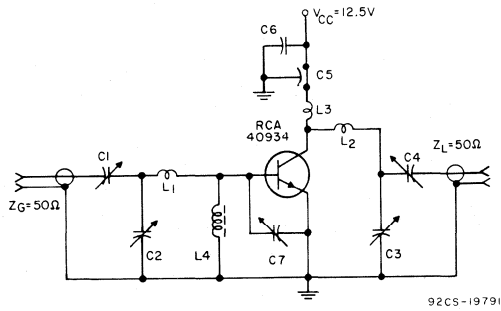 VCC=12.5V
C6
C5
L3
RCA
40934
L2
ZL=50Ω
C1
C4
L1
ZG=50Ω
C2
L4
C7
C3
92CS-1979